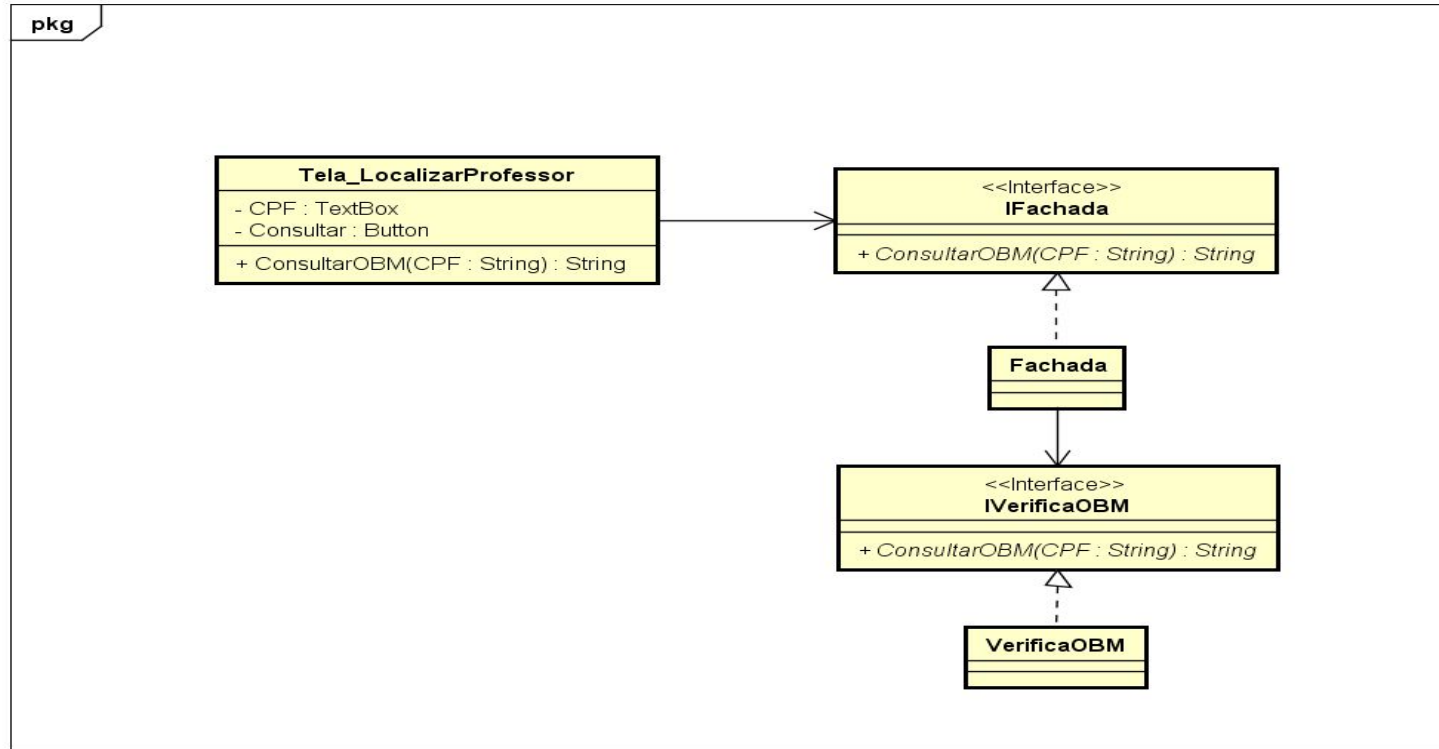 pkg
Tela_LocalizarProfessor
- CPF : TextBox
- Consultar : Button
+ ConsultarOBM(CPF : String) : String
<<Interface>>
IFachada
+ ConsultarOBM(CPF : String) : String
Fachada
<<Interface>>
IVerificaOBM
+ ConsultarOBM(CPF : String) : String
VerificaOBM